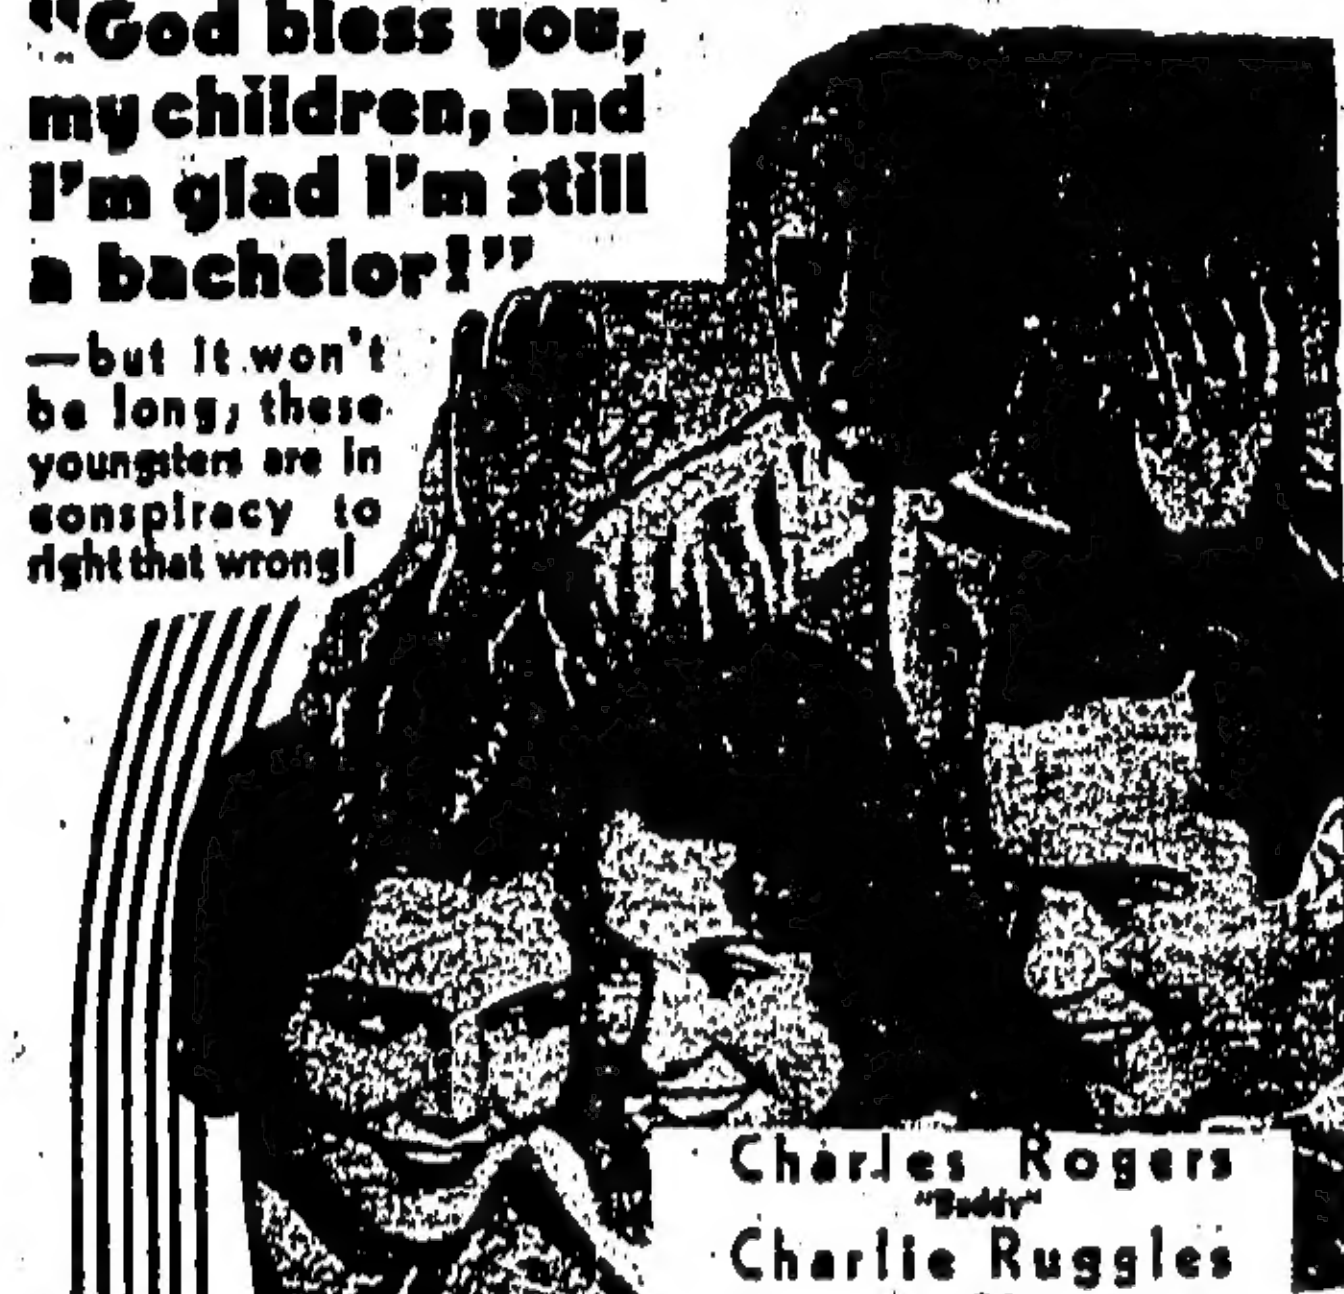 "God bless you,
my children, and
I'm glad I'm still
a bachelor!"
—but it won't
be long; these
youngsters are in
conspiracy to
right that wrong!
Charles Rogers
"Buddy"
Charlie Ruggles